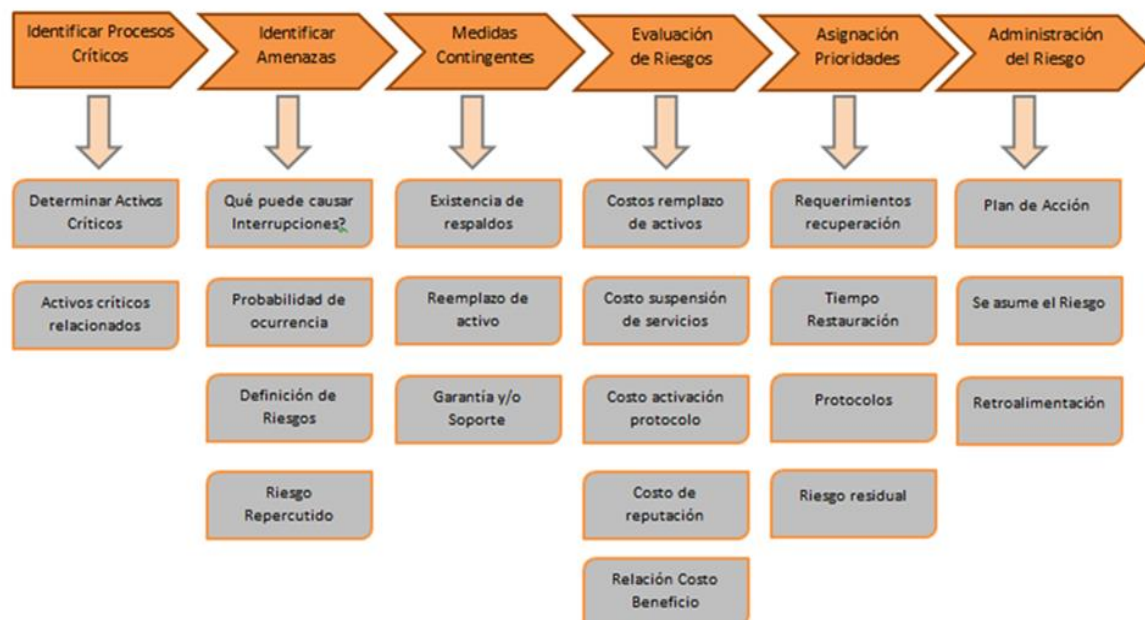 Identificar Procesos
Críticos
Identificar
Amenazas
Medidas
Contingentes
Evaluación
de Riesgos
Asignación
Prioridades
Administración
del Riesgo
Determinar Activos
Críticos
Activos críticos
relacionados
Qué puede causar
Interrupciones?
Probabilidad de
ocurrencia
Definición de
Riesgos
Riesgo
Repercutido
Existencia de
respaldos
Reemplazo de
activo
Garantía y/o
Soporte
Costos remplazo
de activos
Costo suspensión
de servicios
Costo activación
protocolo
Costo de
reputación
Relación Costo
Beneficio
Requerimientos
recuperación
Tiempo
Restauración
Protocolos
Riesgo residual
Plan de Acción
Se asume el Riesgo
Retroalimentación